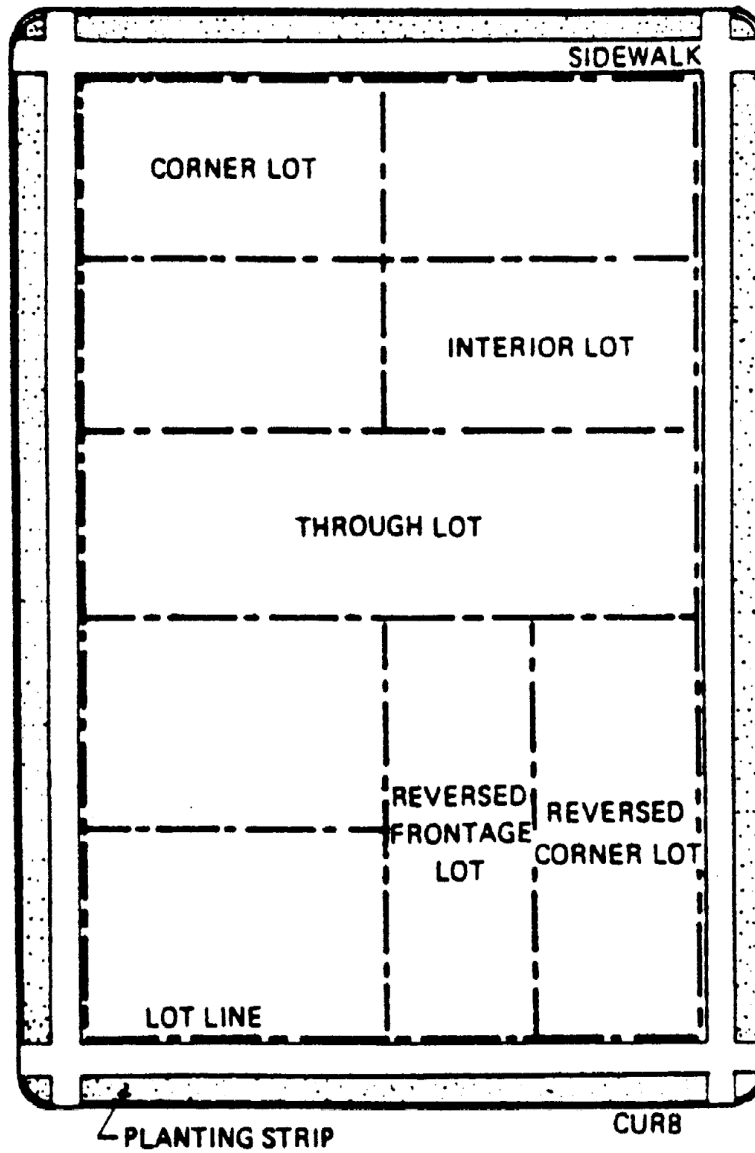 SIDEWALK
CORNER LOT
INTERIOR LOT
THROUGH LOT
REVERSED
FRONTAGE
LOT
REVERSED
CORNER LOT
LOT LINE
PLANTING STRIP
CURB